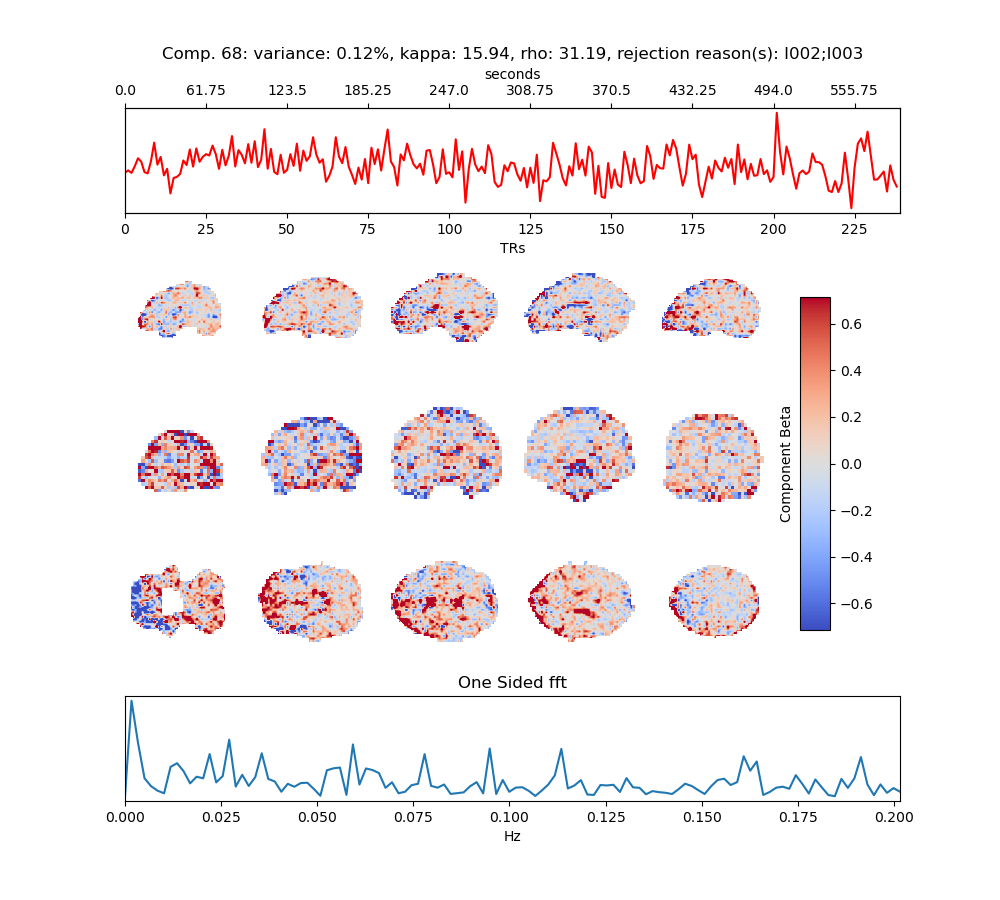 Comp. 68: variance: 0.12%, kappa: 15.94, rho: 31.19, rejection reason(s): I002;I003
seconds
0.0 61.75 123.5 185.25 247.0 308.75 370.5 432.25 494.0 555.75
0 25 50 75 100 125 150 175 200 225
TRs
0.6
0.4
0.2
0.0
−0.2
−0.4
−0.6
Component Beta
One Sided fft
0.000 0.025 0.050 0.075 0.100 0.125 0.150 0.175 0.200
Hz